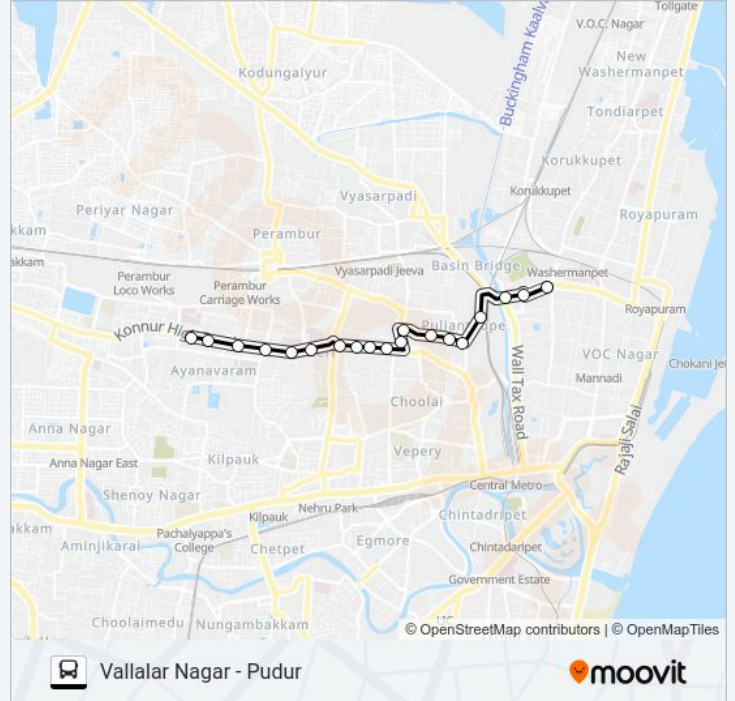 Tollgate
V.O.C. Nagar
Buckingham Kaalv
New
Washermanpet
Kodungaiyur
Tondiarpet
Korukkupet
Vyasarpadi
Korukkupet
Periyar Nagar
Royapuram
kkam
Perambur
akkam
Perambur
Loco Works
Vyasarpadi Jeeva
Basin Bridge
Washermanpet
Perambur
Carriage Works
Royapuram
Konnur Hi
VOC Nagar
Ayanavaram
Chokani Je
Mannadi
Wall Tax Road
Choolai
Rajaji Salai
Anna Nagar
Anna Nagar East
Kilpauk
Vepery
Central Metro
Shenoy Nagar
Nehru Park
Kilpauk
Chintadripet
akkam
Pachaiyappa's
College
Aminjikarai
Egmore
Chetpet
Chintadaripet
Government Estate
Choolaimedu
Nungambakkam
© OpenStreetMap contributors | © OpenMapTiles
Vallalar Nagar - Pudur
moovit